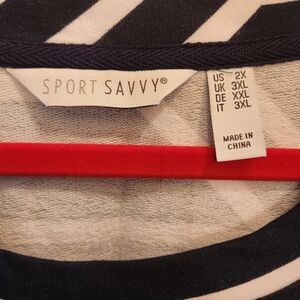 SPORT SAVVY®
US 2X
UK 3XL
DE XXL
IT 3XL
MADE IN
CHINA